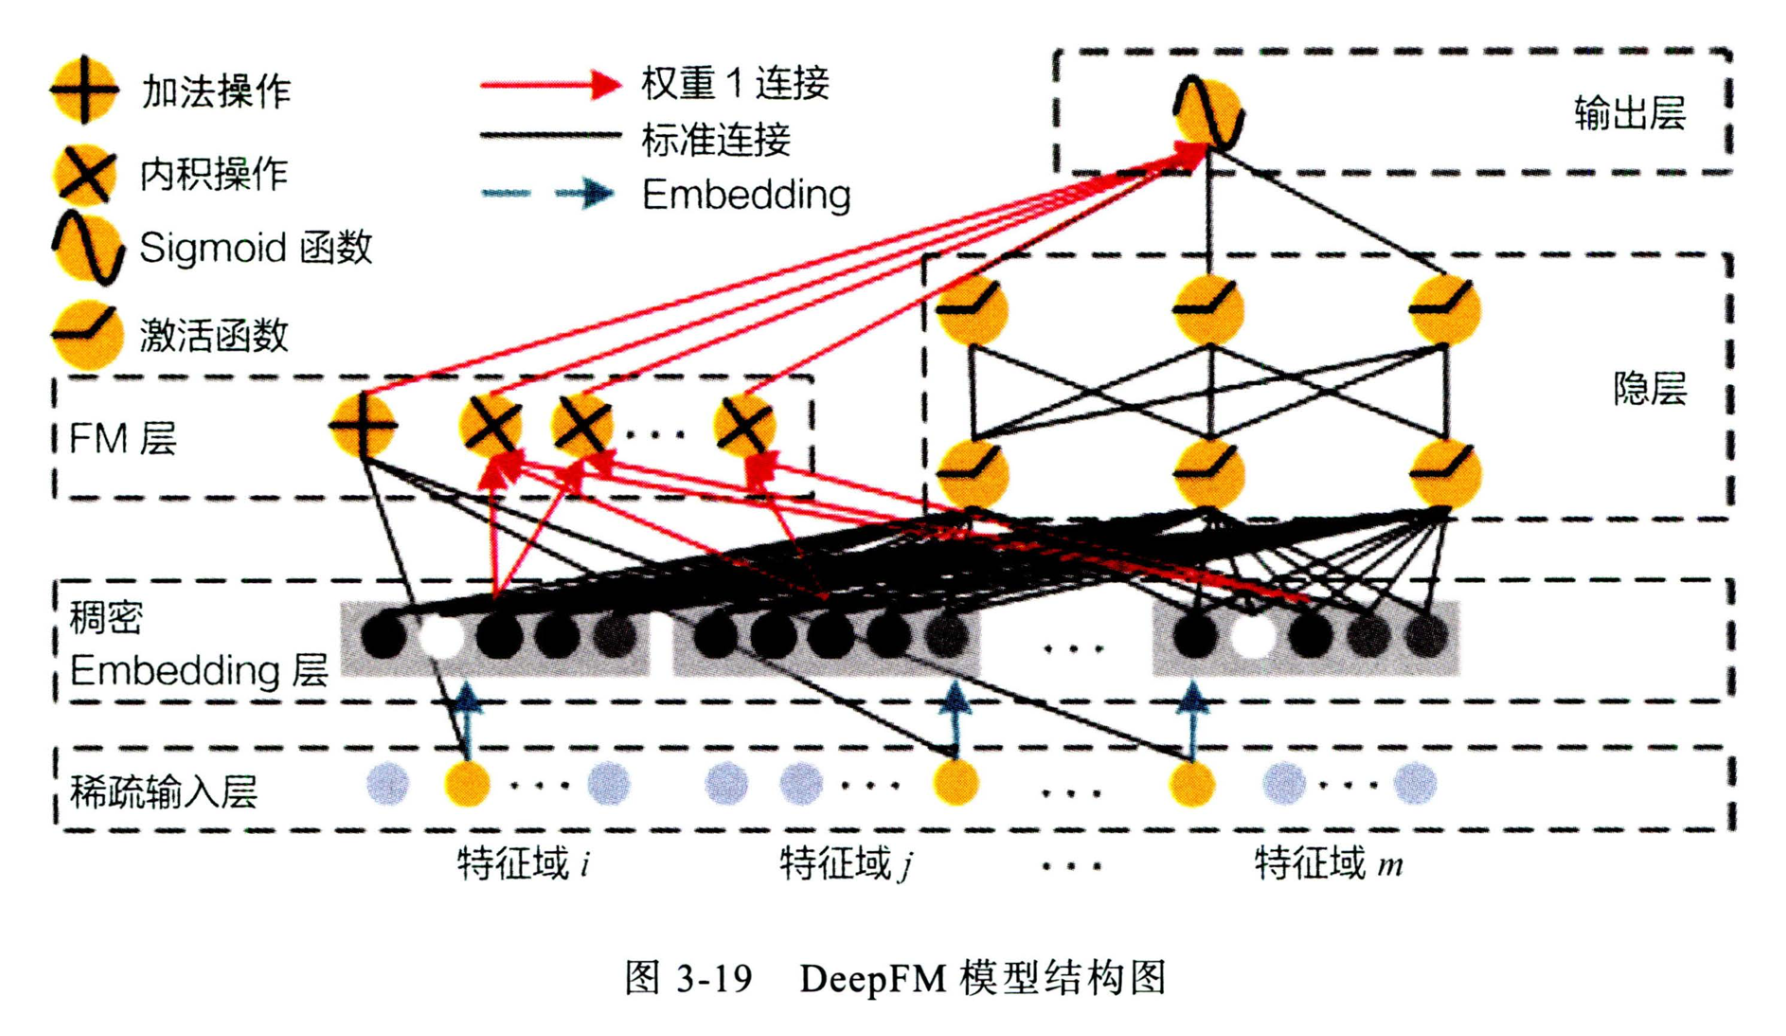 加法操作
内积操作
Sigmoid 函数
激活函数
权重 1 连接
标准连接
Embedding
输出层
隐层
FM 层
稠密
Embedding 层
稀疏输入层
特征域 i
特征域 j
特征域 m
图 3-19 DeepFM 模型结构图